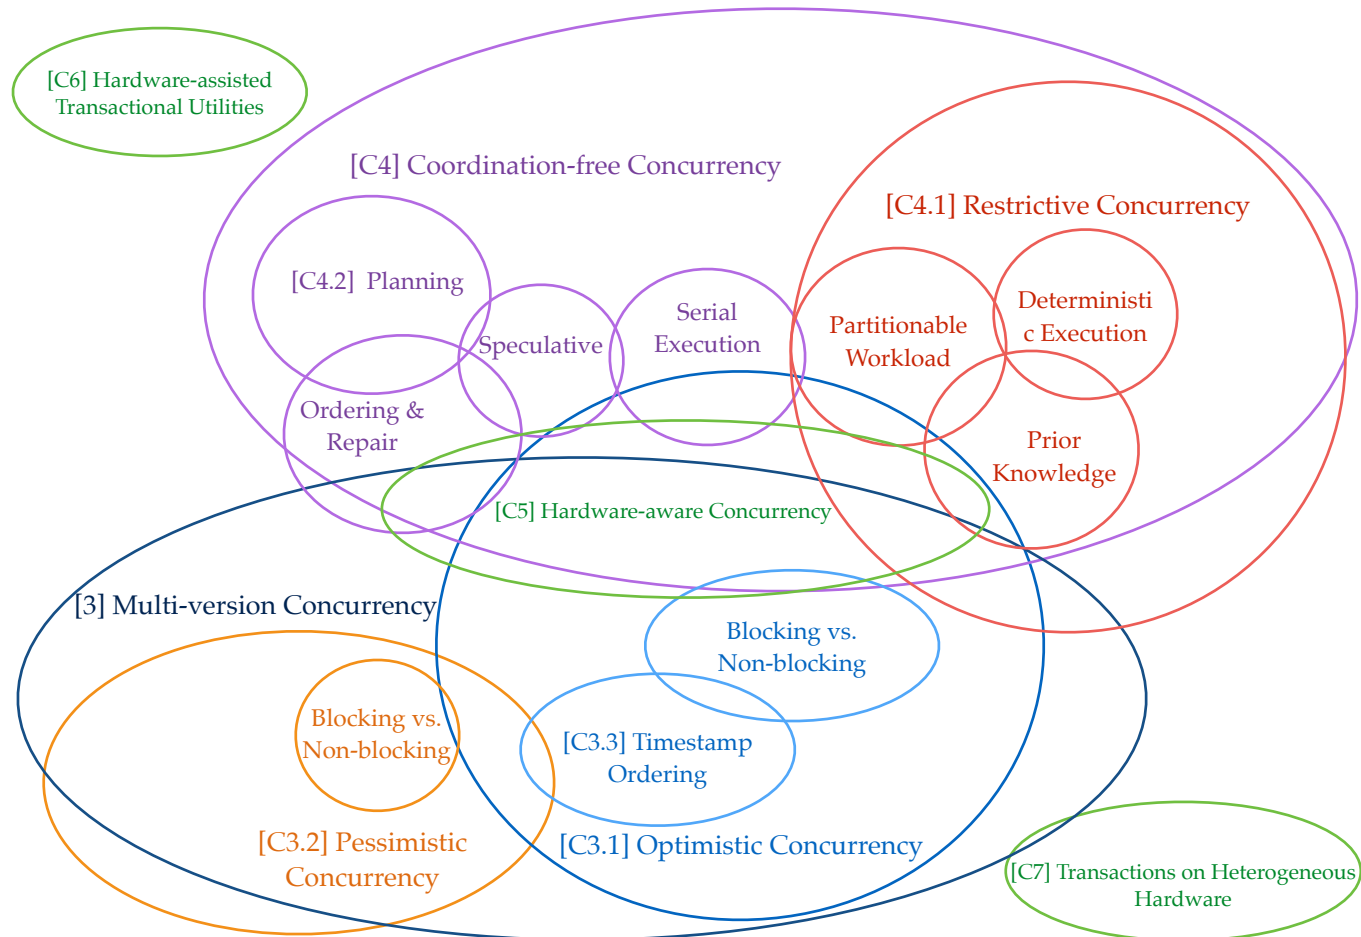 [C6] Hardware-assisted
Transactional Utilities
[C4] Coordination-free Concurrency
[C4.1] Restrictive Concurrency
[C4.2] Planning
Speculative
Serial
Execution
Partitionable
Workload
Deterministi
c Execution
Ordering &
Repair
Prior
Knowledge
[C5] Hardware-aware Concurrency
[3] Multi-version Concurrency
Blocking vs.
Non-blocking
Blocking vs.
Non-blocking
[C3.3] Timestamp
Ordering
[C3.2] Pessimistic
Concurrency
[C3.1] Optimistic Concurrency
[C7] Transactions on Heterogeneous
Hardware